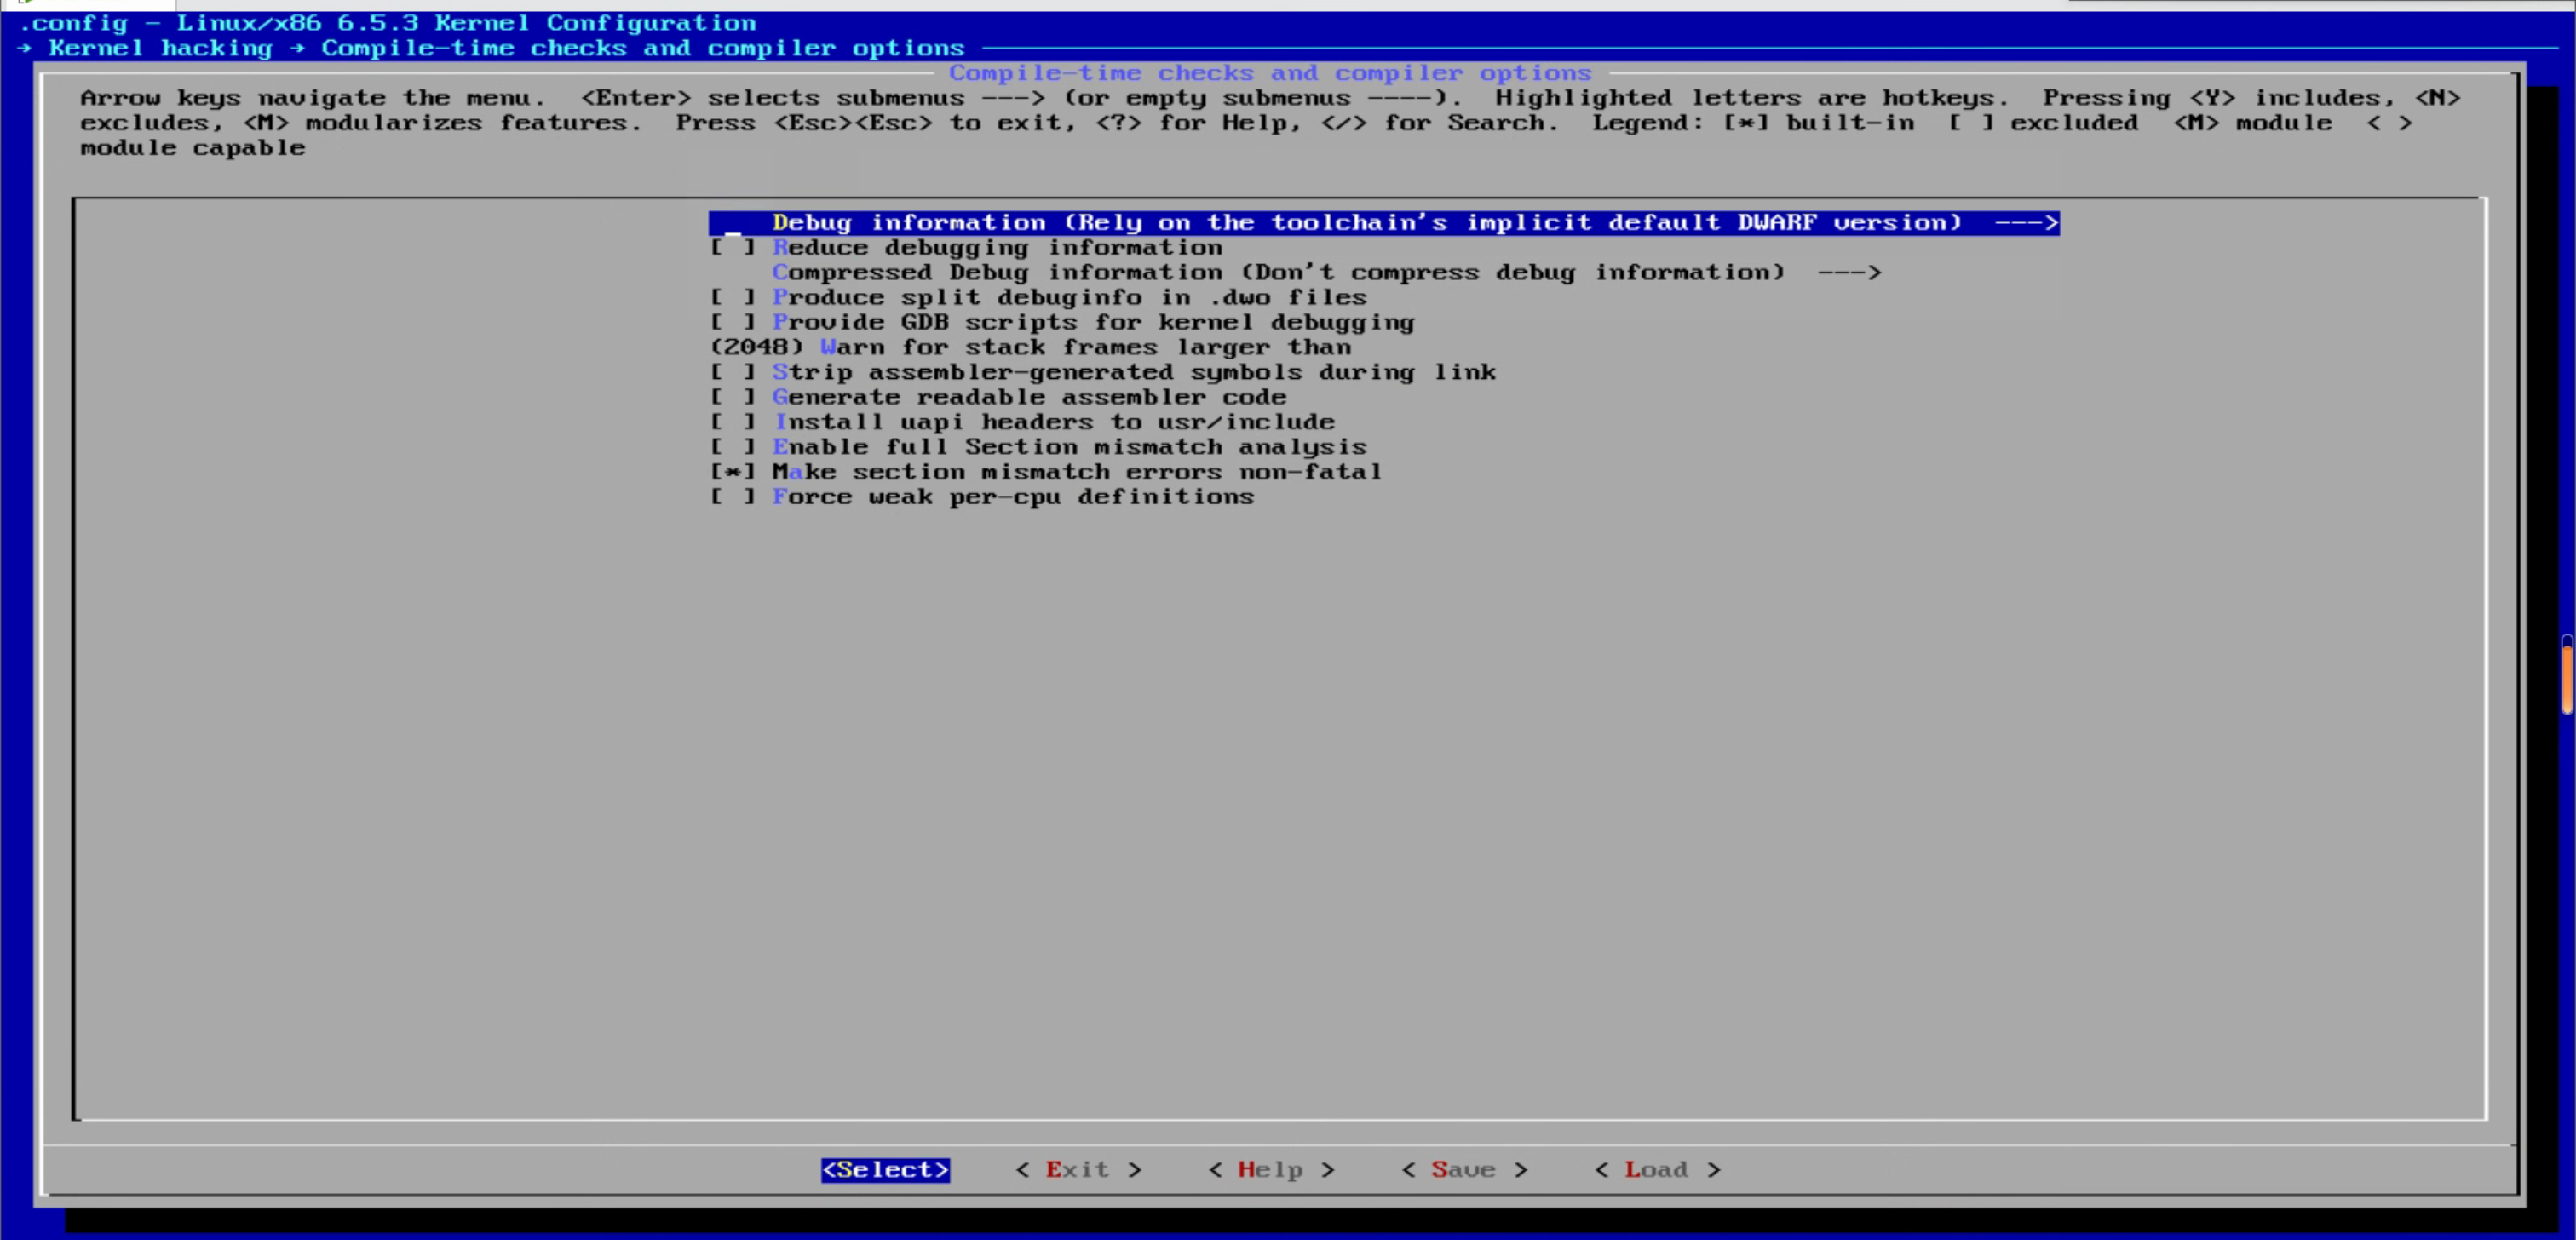 .config - Linux/x86 6.5.3 Kernel Configuration
→ Kernel hacking → Compile-time checks and compiler options
Compile-time checks and compiler options
Arrow keys navigate the menu.  <Enter> selects submenus ---> (or empty submenus ----).  Highlighted letters are hotkeys.  Pressing <Y> includes, <N>
excludes, <M> modularizes features.  Press <Esc><Esc> to exit, <?> for Help, </> for Search.  Legend: [*] built-in  [ ] excluded  <M> module  < >
module capable
Debug information (Rely on the toolchain's implicit default DWARF version)  --->
[ ] Reduce debugging information
Compressed Debug information (Don't compress debug information)  --->
[ ] Produce split debuginfo in .dwo files
[ ] Provide GDB scripts for kernel debugging
(2048) Warn for stack frames larger than
[ ] Strip assembler-generated symbols during link
[ ] Generate readable assembler code
[ ] Install uapi headers to usr/include
[ ] Enable full Section mismatch analysis
[*] Make section mismatch errors non-fatal
[ ] Force weak per-cpu definitions
<Select>    < Exit >    < Help >    < Save >    < Load >